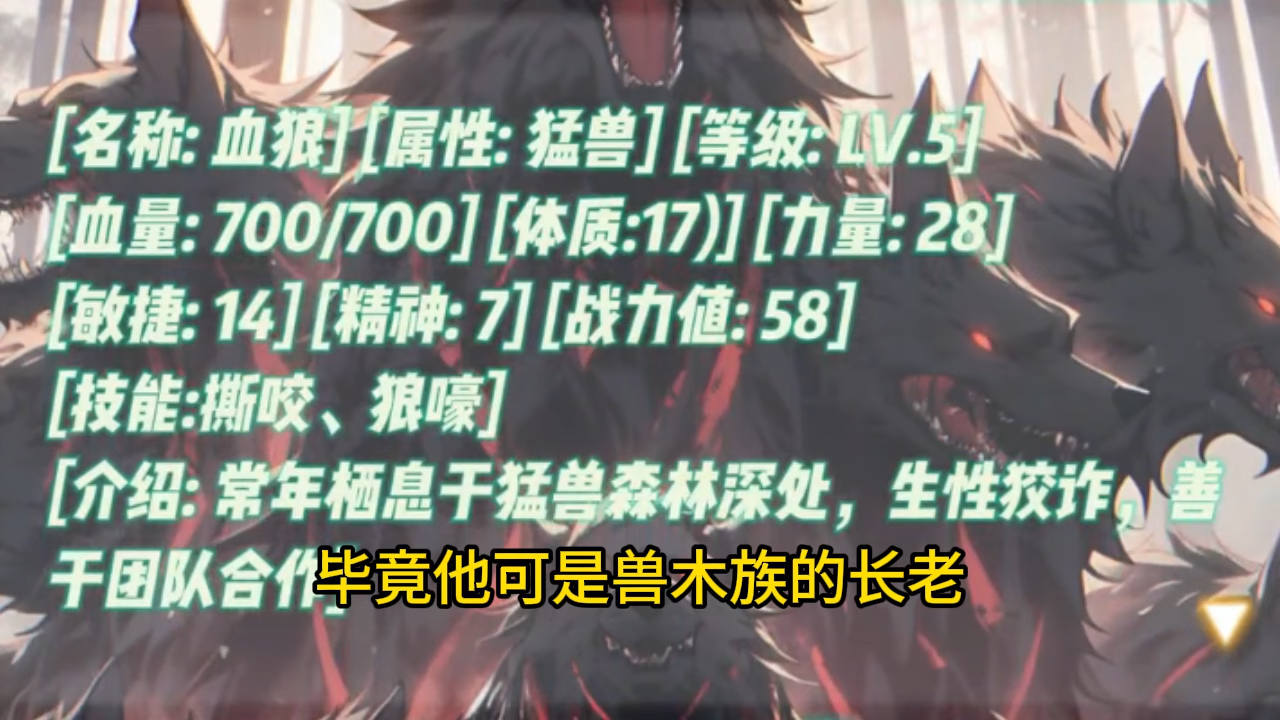 [名称: 血狼] [属性: 猛兽] [等级: LV.5]
[血量: 700/700] [体质:17)] [力量: 28]
[敏捷: 14] [精神: 7] [战力值: 58]
[技能:撕咬、狼嚎]
[介绍: 常年栖息于猛兽森林深处，生性狡诈，善
于团队合作]
毕竟他可是兽木族的长老